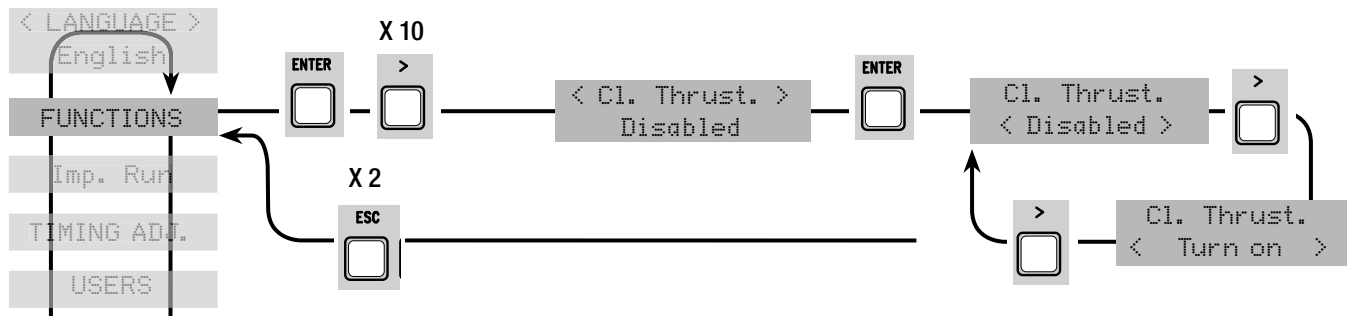 < LANGUAGE >
English
FUNCTIONS
Imp. Run
TIMING ADJ.
USERS
ENTER
X 10
>
< Cl. Thrust. >
Disabled
ENTER
Cl. Thrust.
< Disabled >
>
Cl. Thrust.
< Turn on >
>
X 2
ESC